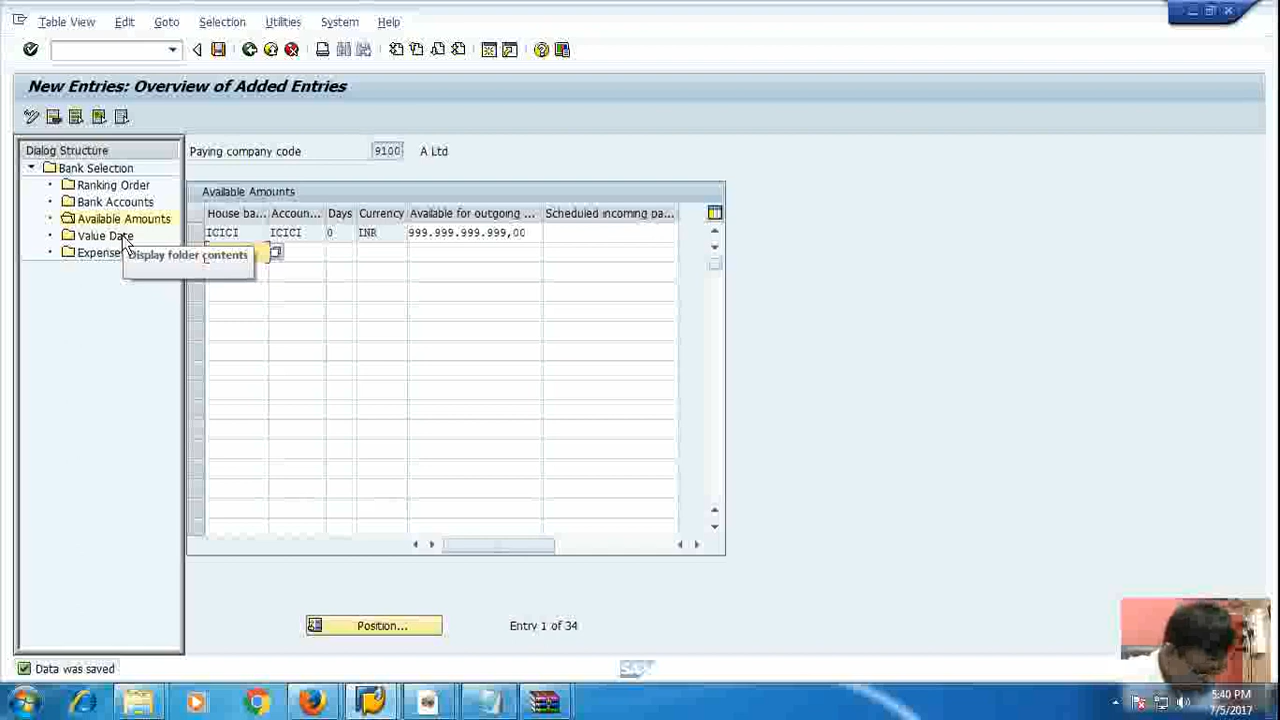 Table View Edit Goto Selection Utilities System Help
New Entries: Overview of Added Entries
Dialog Structure
Bank Selection
Ranking Order
Bank Accounts
Available Amounts
Value Date
Expense
Display folder contents
Paying company code 9100 A Ltd
Available Amounts
House ba... Accoun... Days Currency Available for outgoing ... Scheduled incoming pa...
ICICI ICICI 0 INR 999.999.999.999,00
Position... Entry 1 of 34
Data was saved
SAP
5:40 PM
7/5/2017